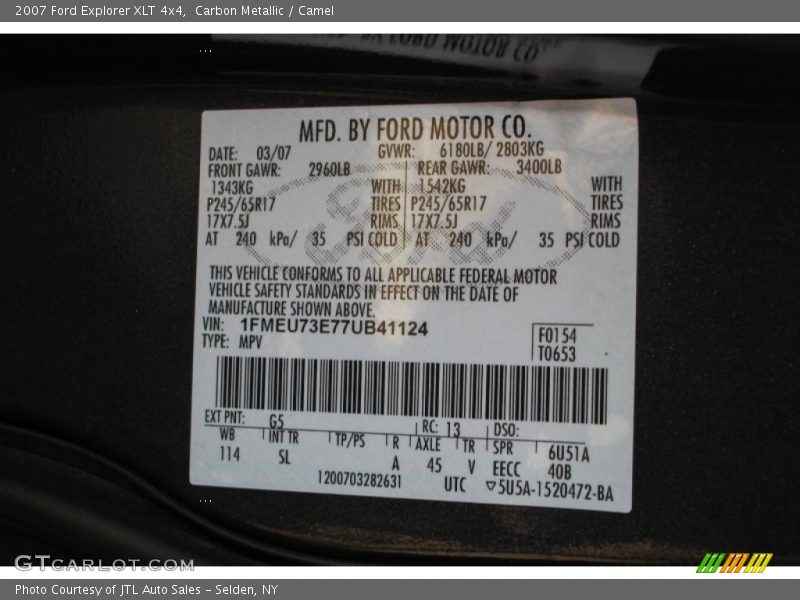 2007 Ford Explorer XLT 4x4, Carbon Metallic / Camel
MFD. BY FORD MOTOR CO.
DATE: 03/07 GVWR: 6180LB/ 2803KG
FRONT GAWR: 2960LB REAR GAWR: 3400LB
1343KG WITH 1542KG WITH
P245/65R17 TIRES P245/65R17 TIRES
17X7.5J RIMS 17X7.5J RIMS
AT 240 kPa/ 35 PSI COLD AT 240 kPa/ 35 PSI COLD
Ford
THIS VEHICLE CONFORMS TO ALL APPLICABLE FEDERAL MOTOR
VEHICLE SAFETY STANDARDS IN EFFECT ON THE DATE OF
MANUFACTURE SHOWN ABOVE.
VIN: 1FMEU73E77UB41124
TYPE: MPV
F0154
T0653
EXT PNT: G5 RC: 13 DSO:
WB INT TR TP/PS R AXLE TR SPR 6U51A
114 SL A 45 V EECC 40B
1200703282631 UTC 5U5A-1520472-BA
GTCARLOT.COM
Photo Courtesy of JTL Auto Sales - Selden, NY